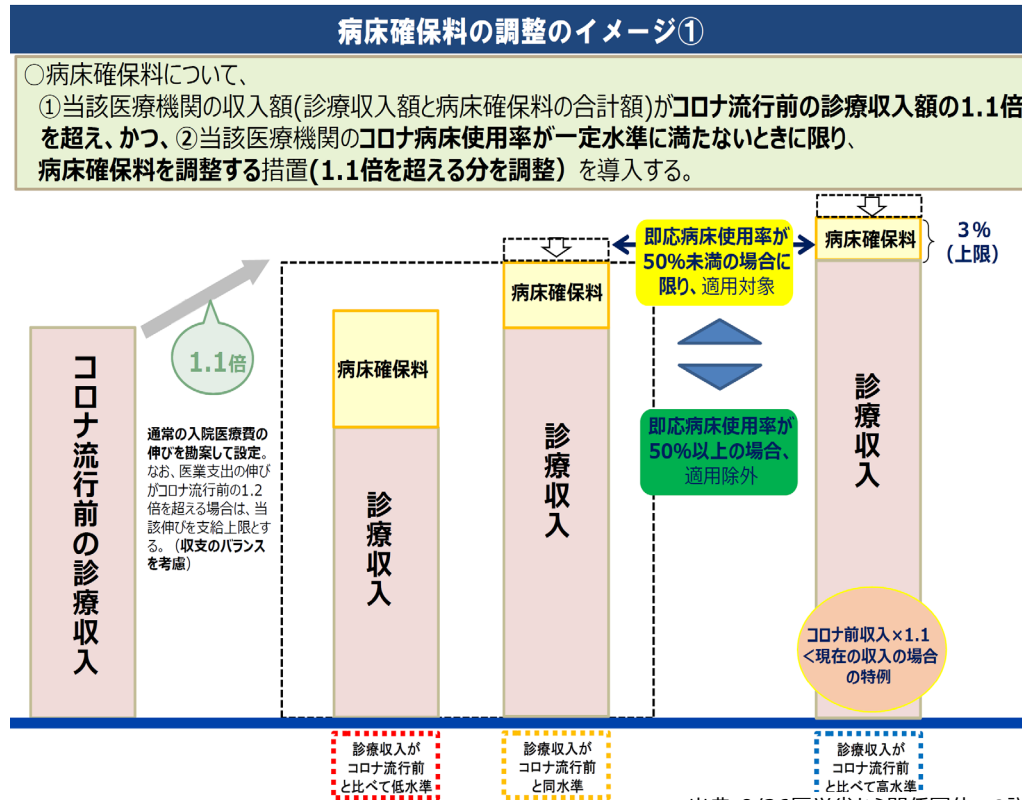 病床確保料の調整のイメージ①
○病床確保料について、
①当該医療機関の収入額(診療収入額と病床確保料の合計額)がコロナ流行前の診療収入額の1.1倍
を超え、かつ、②当該医療機関のコロナ病床使用率が一定水準に満たないときに限り、
病床確保料を調整する措置(1.1倍を超える分を調整）を導入する。
コロナ流行前の診療収入
1.1倍
通常の入院医療費の
伸びを勘案して設定。
なお、医業支出の伸び
がコロナ流行前の1.2
倍を超える場合は、当
該伸びを支給上限とす
る。（収支のバランス
を考慮）
病床確保料
診療収入
病床確保料
診療収入
即応病床使用率が
50%未満の場合に
限り、適用対象
即応病床使用率が
50%以上の場合、
適用除外
病床確保料
3％
（上限）
診療収入
コロナ前収入×1.1
＜現在の収入の場合
の特例
診療収入が
コロナ流行前
と比べて低水準
診療収入が
コロナ流行前
と同水準
診療収入が
コロナ流行前
と比べて高水準